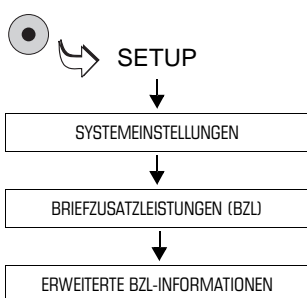 SETUP
SYSTEMEINSTELLUNGEN
BRIEFZUSATZLEISTUNGEN (BZL)
ERWEITERTE BZL-INFORMATIONEN